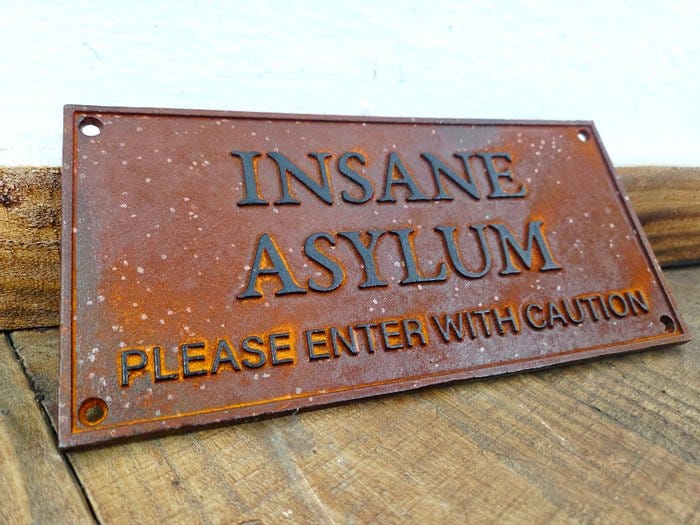 INSANE
ASYLUM
PLEASE ENTER WITH CAUTION